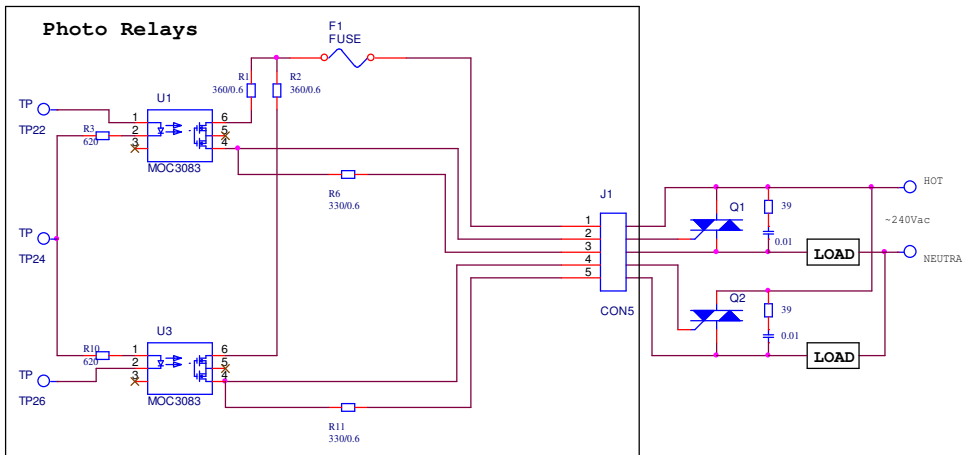 Photo Relays
F1
FUSE
R1
360/0.6
R2
360/0.6
TP
TP22
U1
1
2
3
6
5
4
MOC3083
R3
620
R6
330/0.6
TP
TP24
J1
1
2
3
4
5
CON5
HOT
~240Vac
NEUTRA
Q1
39
0.01
LOAD
Q2
39
0.01
LOAD
U3
1
2
3
6
5
4
MOC3083
R10
620
TP
TP26
R11
330/0.6